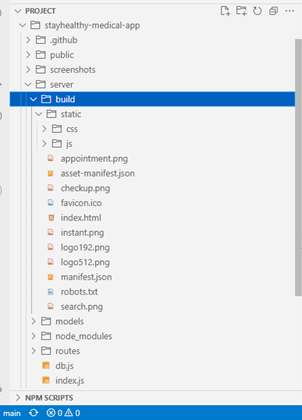 PROJECT
stayhealthy-medical-app
.github
public
screenshots
server
build
static
css
js
appointment.png
asset-manifest.json
checkup.png
favicon.ico
index.html
instant.png
logo192.png
logo512.png
manifest.json
robots.txt
search.png
models
node_modules
routes
db.js
index.js
NPM SCRIPTS
main 0 0